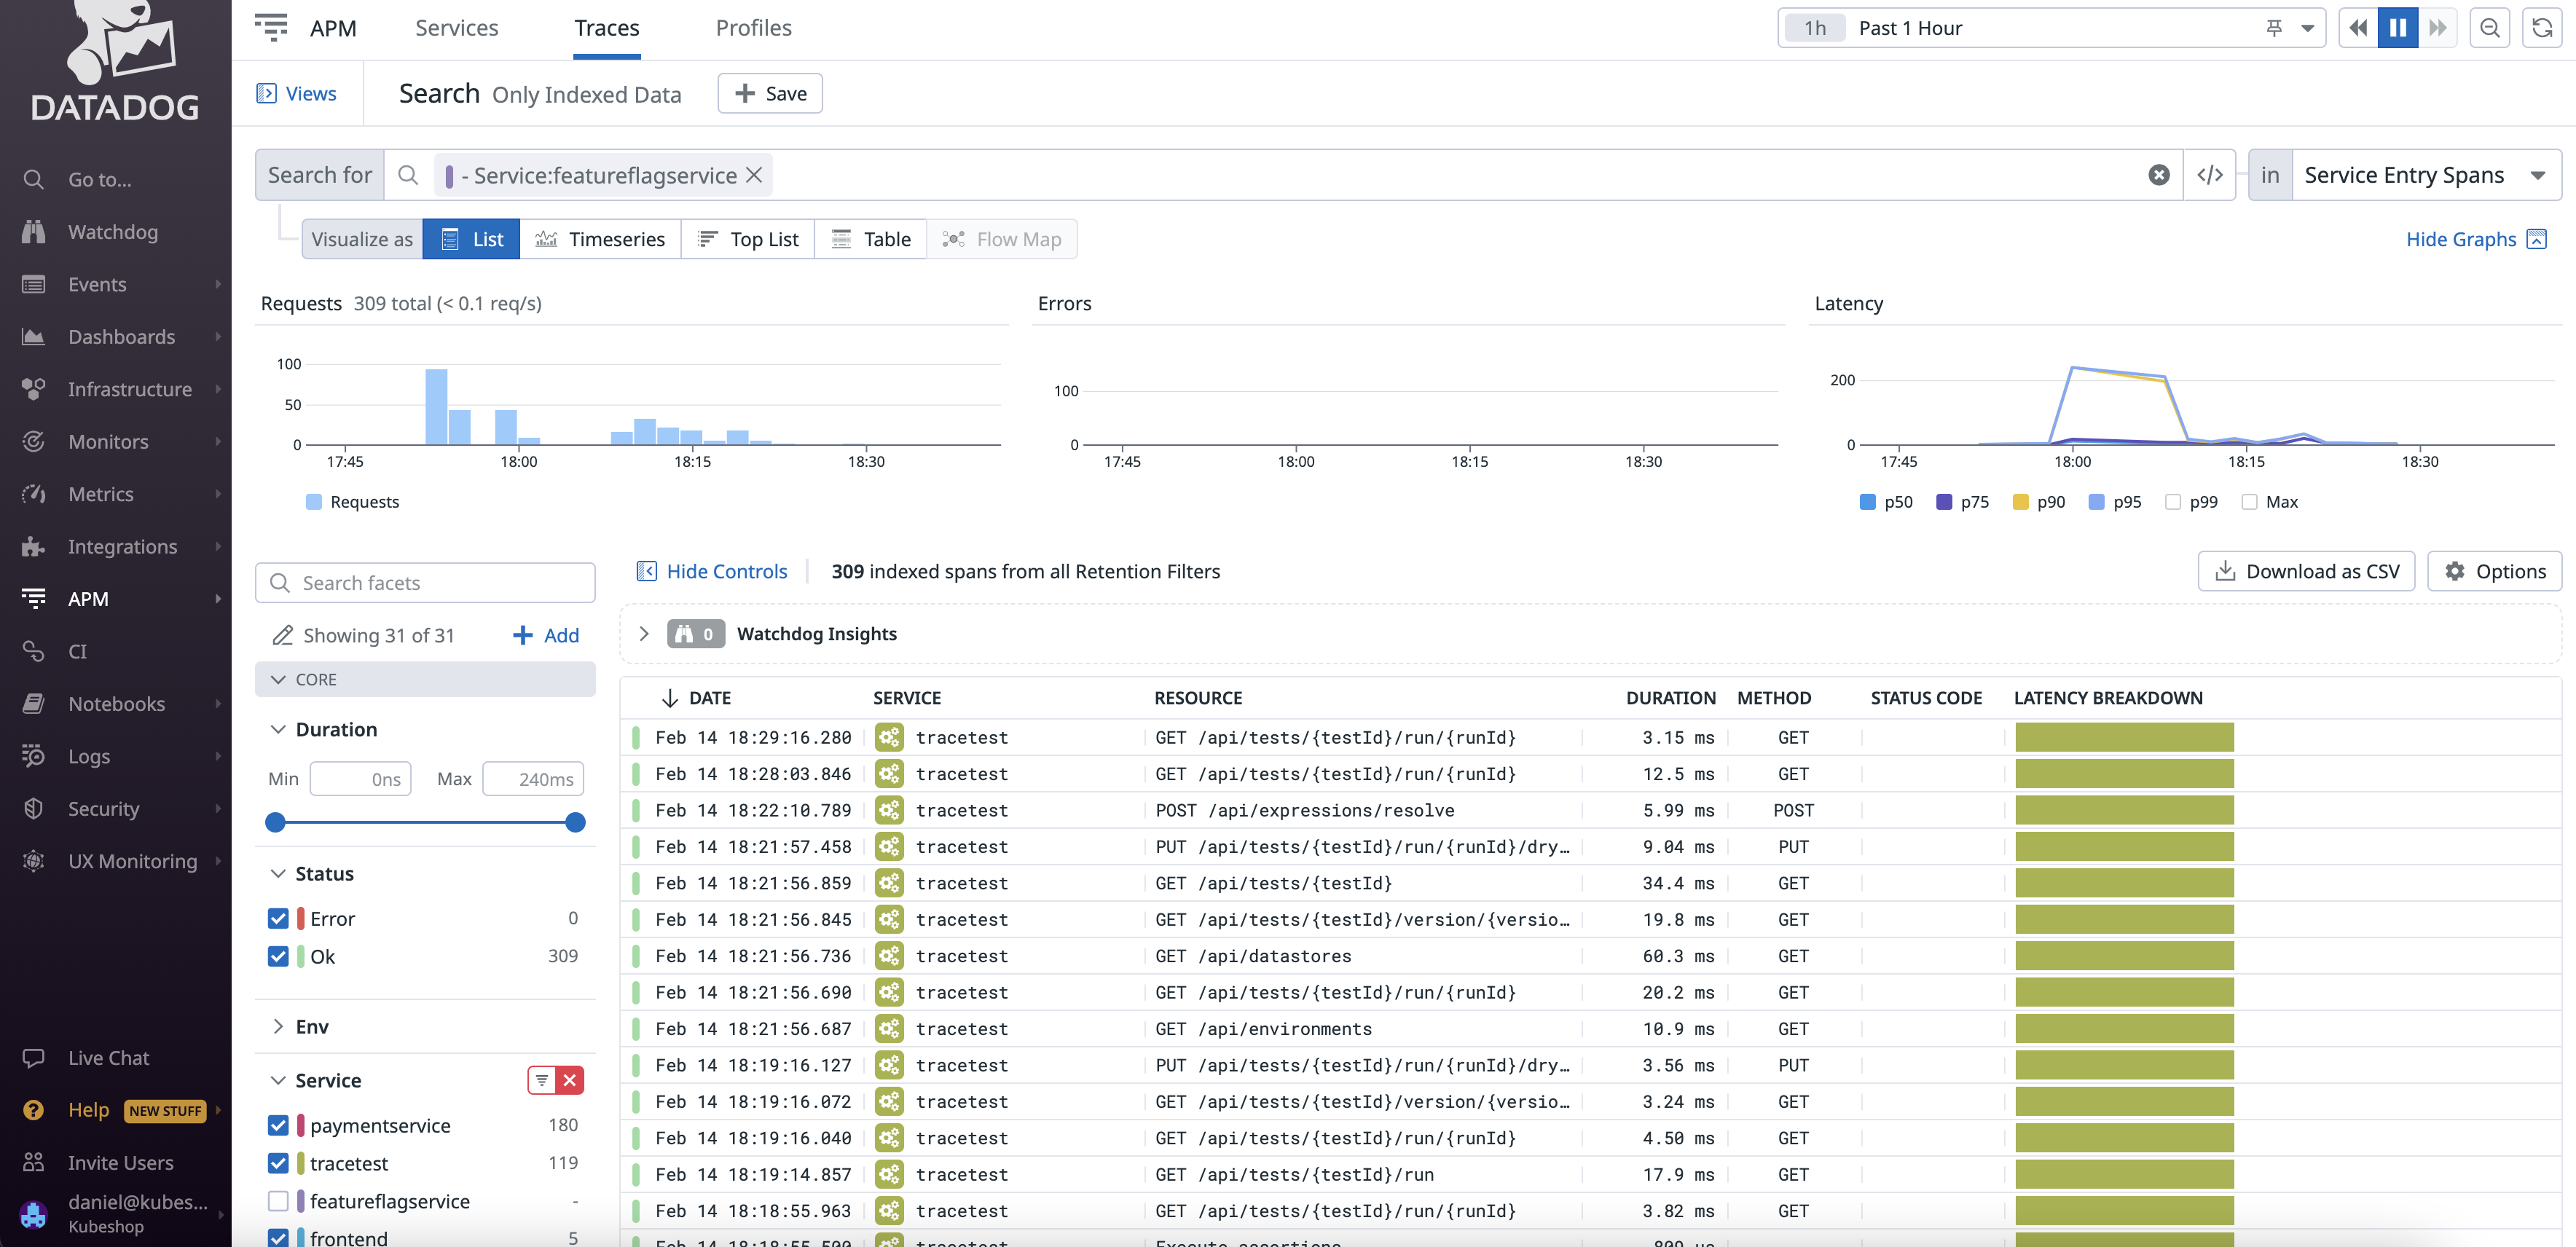 DATADOG
Go to...
Watchdog
Events
Dashboards
Infrastructure
Monitors
Metrics
Integrations
APM
CI
Notebooks
Logs
Security
UX Monitoring
Live Chat
Help NEW STUFF
Invite Users
daniel@kubes...
Kubeshop
APM Services Traces Profiles
1h Past 1 Hour
Views Search Only Indexed Data Save
Search for - Service:featureflagservice in Service Entry Spans
Visualize as List Timeseries Top List Table Flow Map Hide Graphs
Requests 309 total (< 0.1 req/s)
100
50
0
17:45 18:00 18:15 18:30
Requests
Errors
100
0
17:45 18:00 18:15 18:30
Latency
200
0
17:45 18:00 18:15 18:30
p50 p75 p90 p95 p99 Max
Search facets
Showing 31 of 31 Add
CORE
Duration
Min 0ns Max 240ms
Status
Error 0
Ok 309
Env
Service
paymentservice 180
tracetest 119
featureflagservice -
frontend 5
Hide Controls 309 indexed spans from all Retention Filters Download as CSV Options
0 Watchdog Insights
DATE SERVICE RESOURCE DURATION METHOD STATUS CODE LATENCY BREAKDOWN
Feb 14 18:29:16.280 tracetest GET /api/tests/{testId}/run/{runId} 3.15 ms GET
Feb 14 18:28:03.846 tracetest GET /api/tests/{testId}/run/{runId} 12.5 ms GET
Feb 14 18:22:10.789 tracetest POST /api/expressions/resolve 5.99 ms POST
Feb 14 18:21:57.458 tracetest PUT /api/tests/{testId}/run/{runId}/dry… 9.04 ms PUT
Feb 14 18:21:56.859 tracetest GET /api/tests/{testId} 34.4 ms GET
Feb 14 18:21:56.845 tracetest GET /api/tests/{testId}/version/{versio… 19.8 ms GET
Feb 14 18:21:56.736 tracetest GET /api/datastores 60.3 ms GET
Feb 14 18:21:56.690 tracetest GET /api/tests/{testId}/run/{runId} 20.2 ms GET
Feb 14 18:21:56.687 tracetest GET /api/environments 10.9 ms GET
Feb 14 18:19:16.127 tracetest PUT /api/tests/{testId}/run/{runId}/dry… 3.56 ms PUT
Feb 14 18:19:16.072 tracetest GET /api/tests/{testId}/version/{versio… 3.24 ms GET
Feb 14 18:19:16.040 tracetest GET /api/tests/{testId}/run/{runId} 4.50 ms GET
Feb 14 18:19:14.857 tracetest GET /api/tests/{testId}/run 17.9 ms GET
Feb 14 18:18:55.963 tracetest GET /api/tests/{testId}/run/{runId} 3.82 ms GET